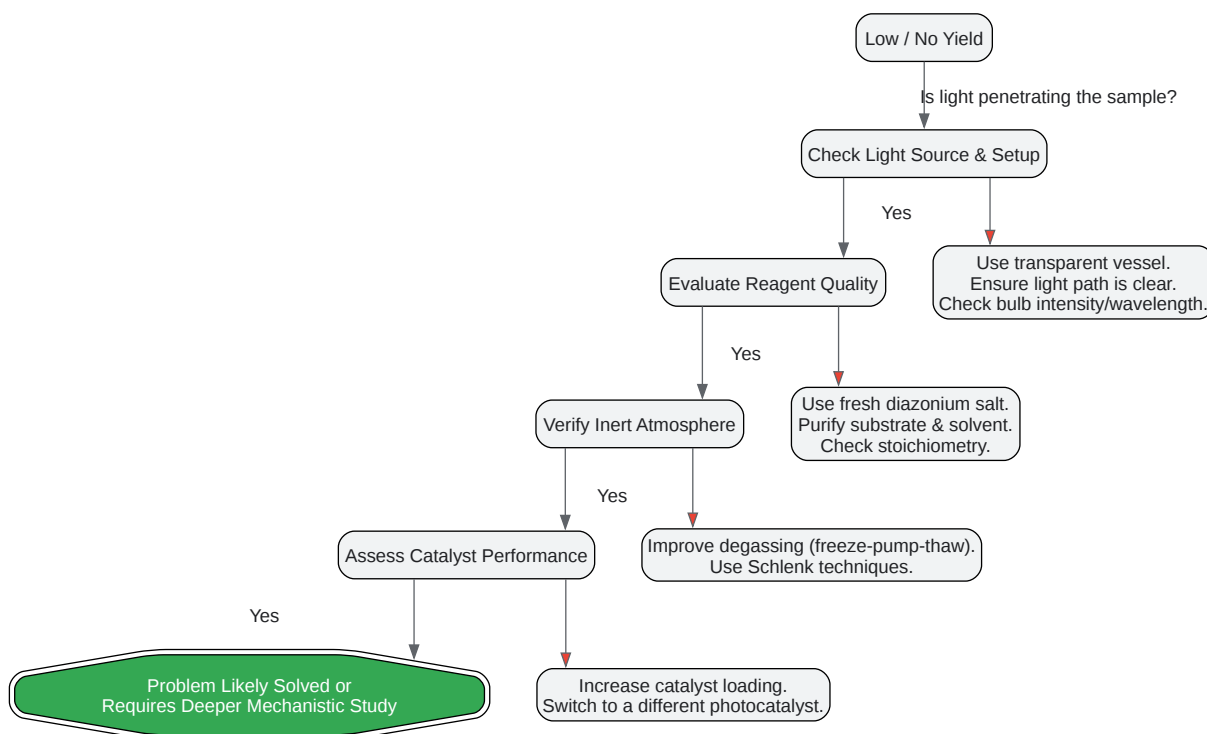 Low / No Yield
Is light penetrating the sample?
Check Light Source & Setup
Yes
Use transparent vessel.
Ensure light path is clear.
Check bulb intensity/wavelength.
Evaluate Reagent Quality
Yes
Use fresh diazonium salt.
Purify substrate & solvent.
Check stoichiometry.
Verify Inert Atmosphere
Yes
Improve degassing (freeze-pump-thaw).
Use Schlenk techniques.
Assess Catalyst Performance
Yes
Problem Likely Solved or
Requires Deeper Mechanistic Study
Increase catalyst loading.
Switch to a different photocatalyst.